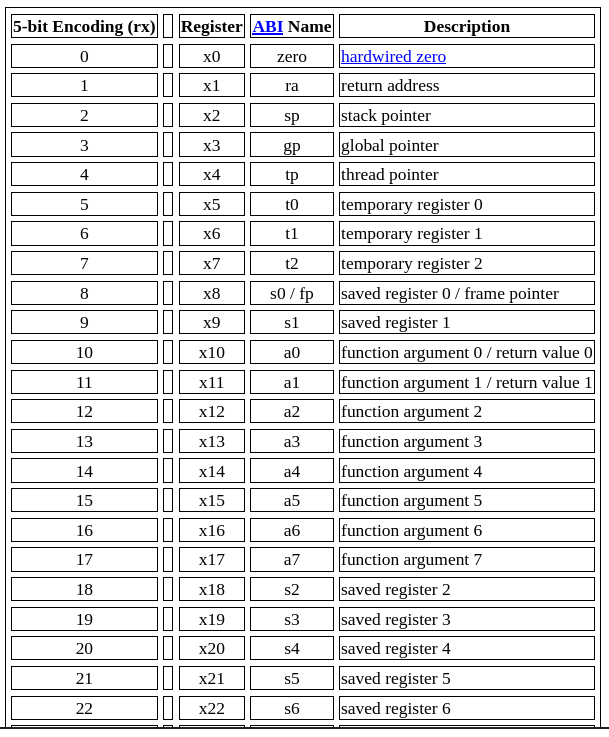 5-bit Encoding (rx) Register ABI Name Description
0 x0 zero hardwired zero
1 x1 ra return address
2 x2 sp stack pointer
3 x3 gp global pointer
4 x4 tp thread pointer
5 x5 t0 temporary register 0
6 x6 t1 temporary register 1
7 x7 t2 temporary register 2
8 x8 s0 / fp saved register 0 / frame pointer
9 x9 s1 saved register 1
10 x10 a0 function argument 0 / return value 0
11 x11 a1 function argument 1 / return value 1
12 x12 a2 function argument 2
13 x13 a3 function argument 3
14 x14 a4 function argument 4
15 x15 a5 function argument 5
16 x16 a6 function argument 6
17 x17 a7 function argument 7
18 x18 s2 saved register 2
19 x19 s3 saved register 3
20 x20 s4 saved register 4
21 x21 s5 saved register 5
22 x22 s6 saved register 6